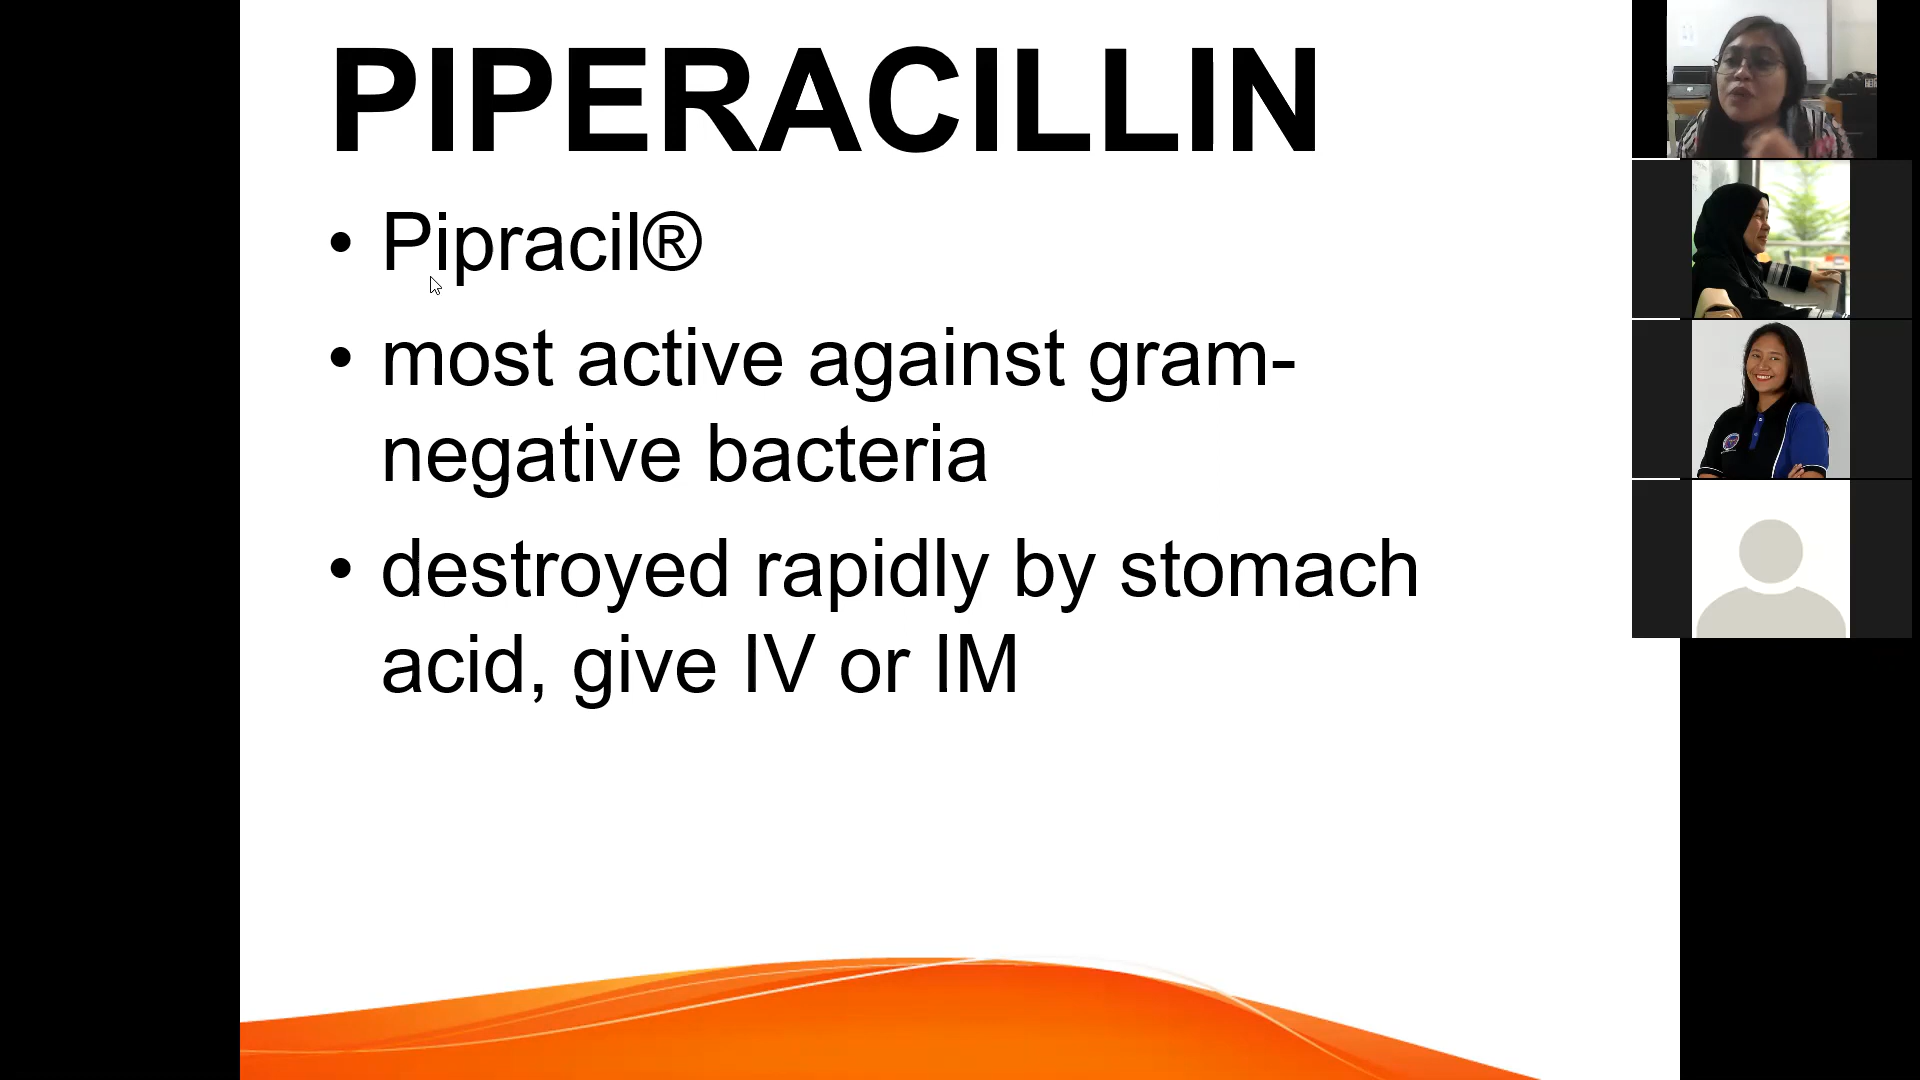 PIPERACILLIN
• Pipracil®
• most active against gram-
negative bacteria
• destroyed rapidly by stomach
acid, give IV or IM